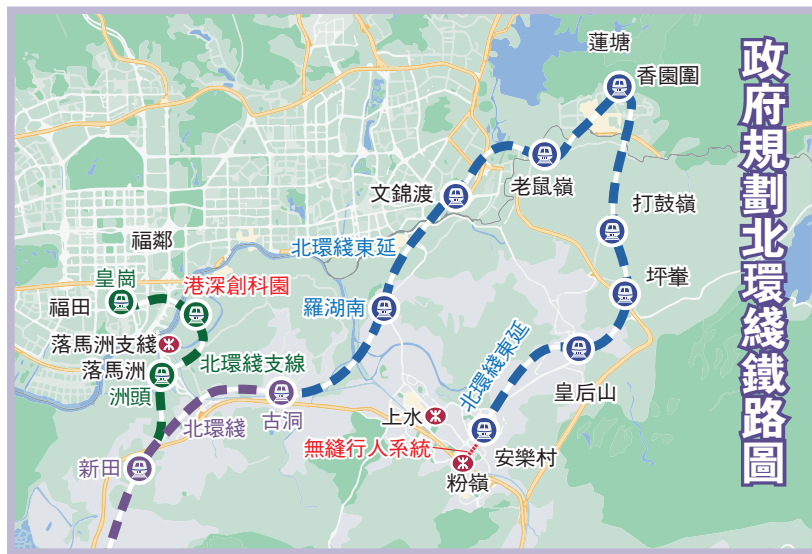 政府規劃北環綫鐵路圖
蓮塘
香園圍
老鼠嶺
文錦渡
打鼓嶺
福鄰
北環綫東延
皇崗
港深創科園
坪輋
福田
羅湖南
落馬洲支綫
落馬洲
北環綫支線
北環綫東延
洲頭
皇后山
北環綫
古洞
上水
無縫行人系統
安樂村
新田
粉嶺